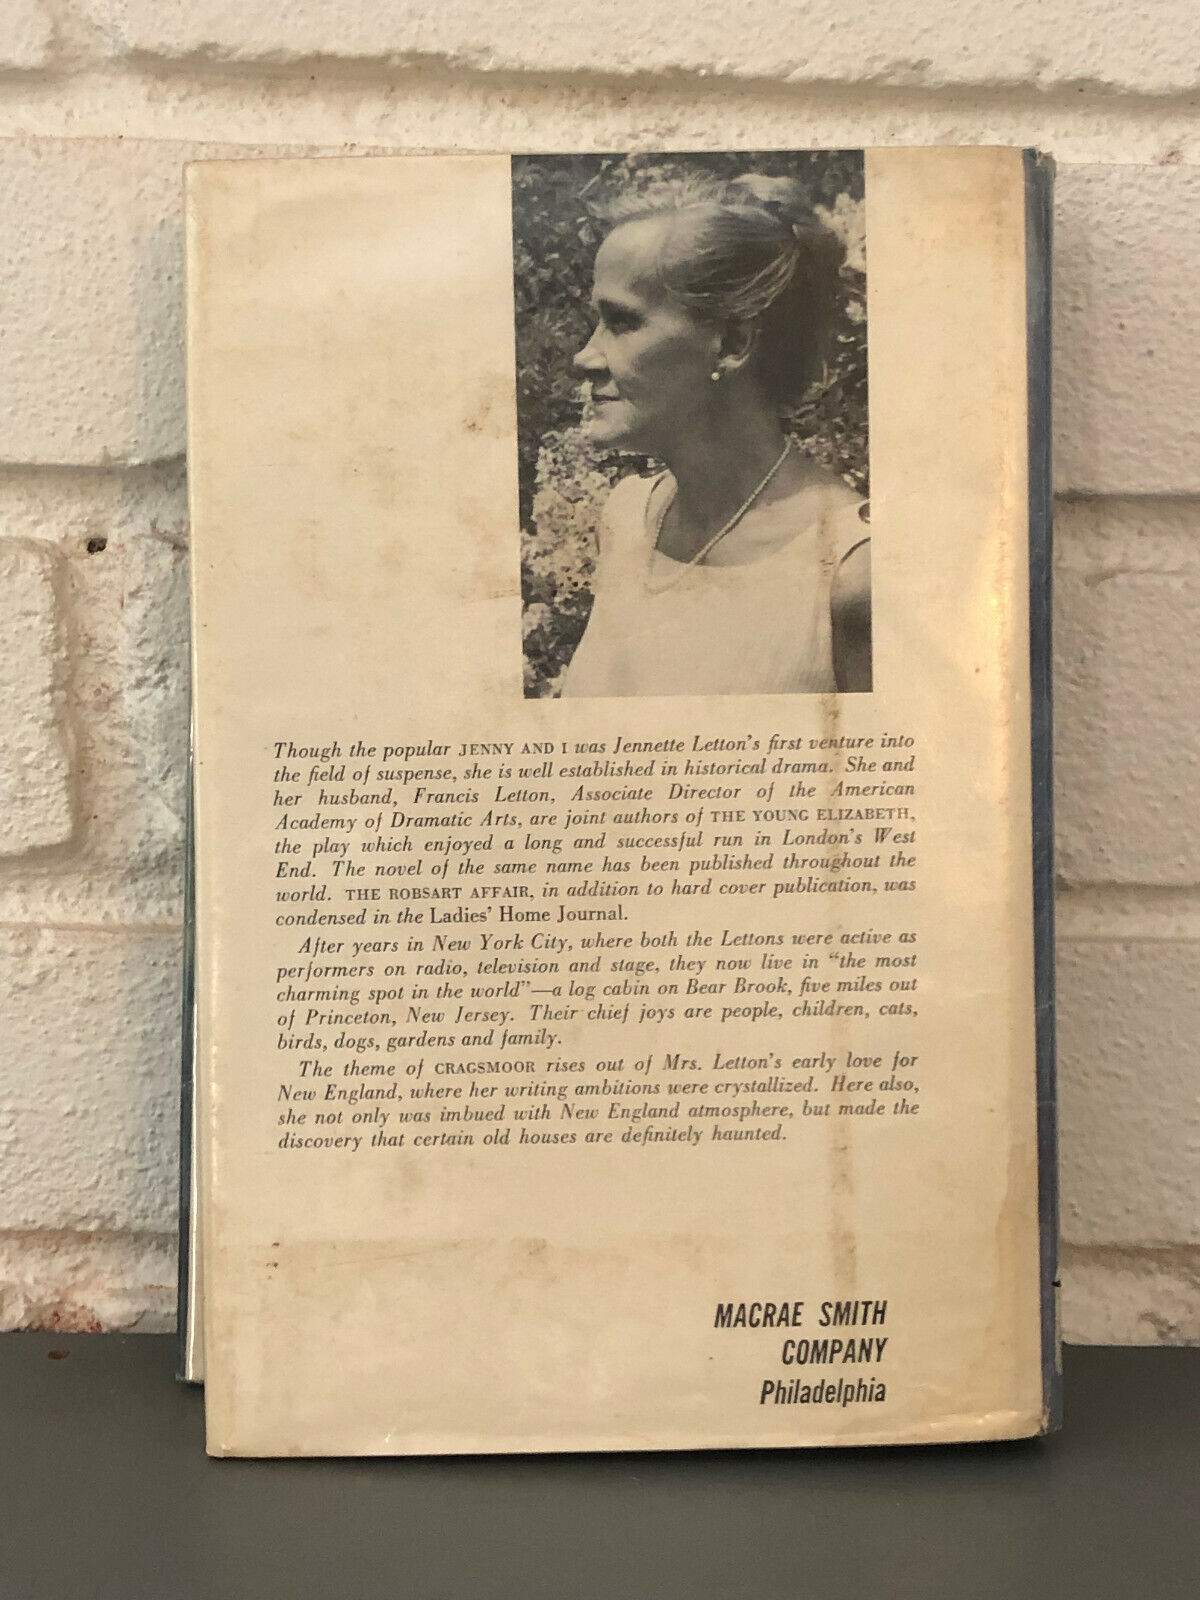 Though the popular JENNY AND I was Jennette Letton's first venture into
the field of suspense, she is well established in historical drama. She and
her husband, Francis Letton, Associate Director of the American
Academy of Dramatic Arts, are joint authors of THE YOUNG ELIZABETH,
the play which enjoyed a long and successful run in London's West
End. The novel of the same name has been published throughout the
world. THE ROBSART AFFAIR, in addition to hard cover publication, was
condensed in the Ladies' Home Journal.
After years in New York City, where both the Lettons were active as
performers on radio, television and stage, they now live in "the most
charming spot in the world"—a log cabin on Bear Brook, five miles out
of Princeton, New Jersey. Their chief joys are people, children, cats,
birds, dogs, gardens and family.
The theme of CRAGSMOOR rises out of Mrs. Letton's early love for
New England, where her writing ambitions were crystallized. Here also,
she not only was imbued with New England atmosphere, but made the
discovery that certain old houses are definitely haunted.
MACRAE SMITH
COMPANY
Philadelphia